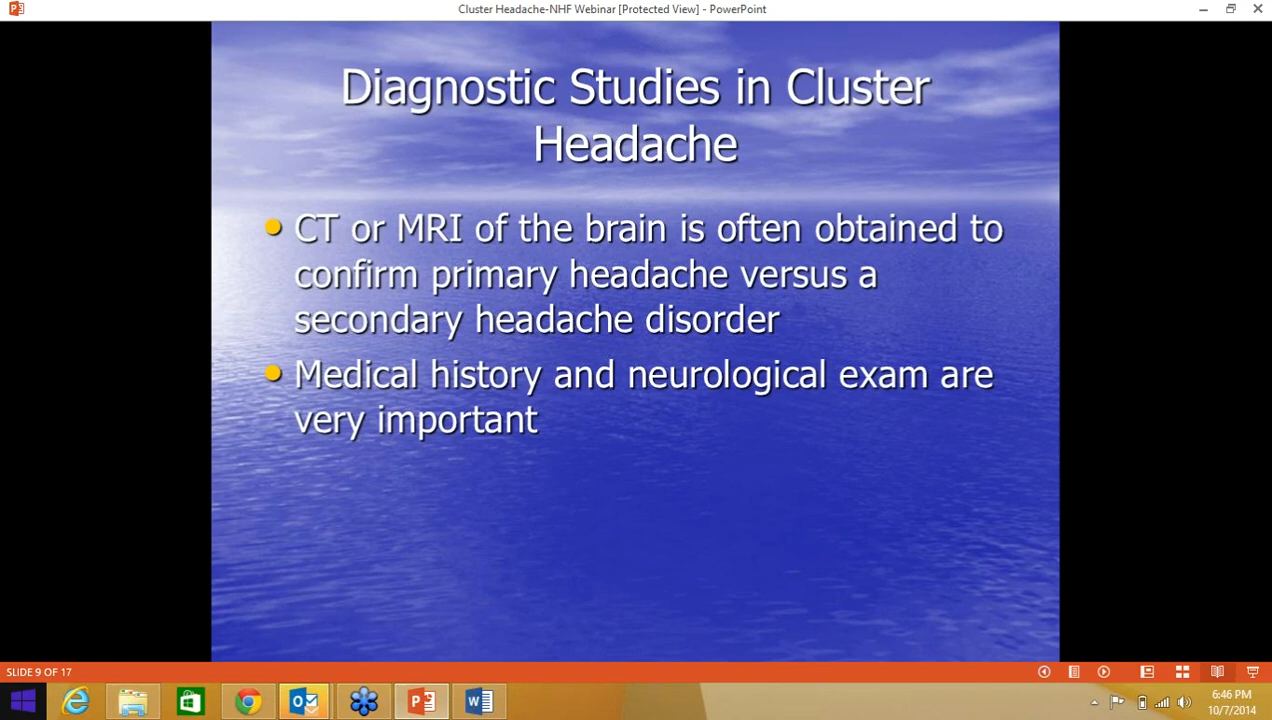 Cluster Headache-NHF Webinar [Protected View] - PowerPoint
Diagnostic Studies in Cluster
Headache
• CT or MRI of the brain is often obtained to
confirm primary headache versus a
secondary headache disorder
• Medical history and neurological exam are
very important
SLIDE 9 OF 17
6:46 PM
10/7/2014